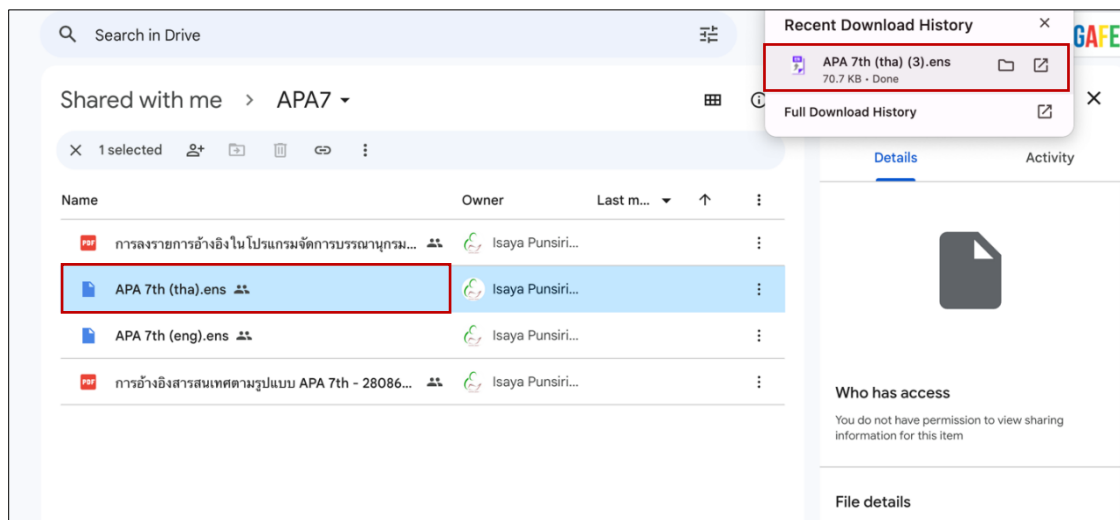 Search in Drive
Recent Download History
GAFE
APA 7th (tha) (3).ens
70.7 KB • Done
Full Download History
Shared with me > APA7
1 selected
Details
Activity
Name
Owner
Last m...
การลงรายการอ้างอิงในโปรแกรมจัดการบรรณานุกรม...
Isaya Punsiri...
APA 7th (tha).ens
Isaya Punsiri...
APA 7th (eng).ens
Isaya Punsiri...
การอ้างอิงสารสนเทศตามรูปแบบ APA 7th - 28086...
Isaya Punsiri...
Who has access
You do not have permission to view sharing
information for this item
File details